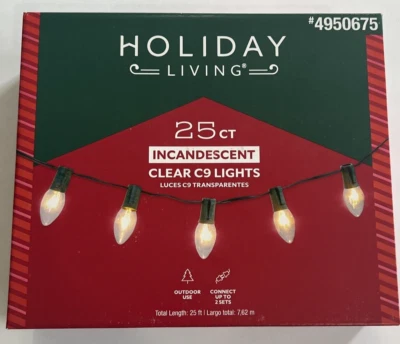 #4950675
HOLIDAY
LIVING®
25 CT
INCANDESCENT
CLEAR C9 LIGHTS
LUCES C9 TRANSPARENTES
OUTDOOR
USE
CONNECT
UP TO
2 SETS
Total Length: 25 ft | Largo total: 7,62 m